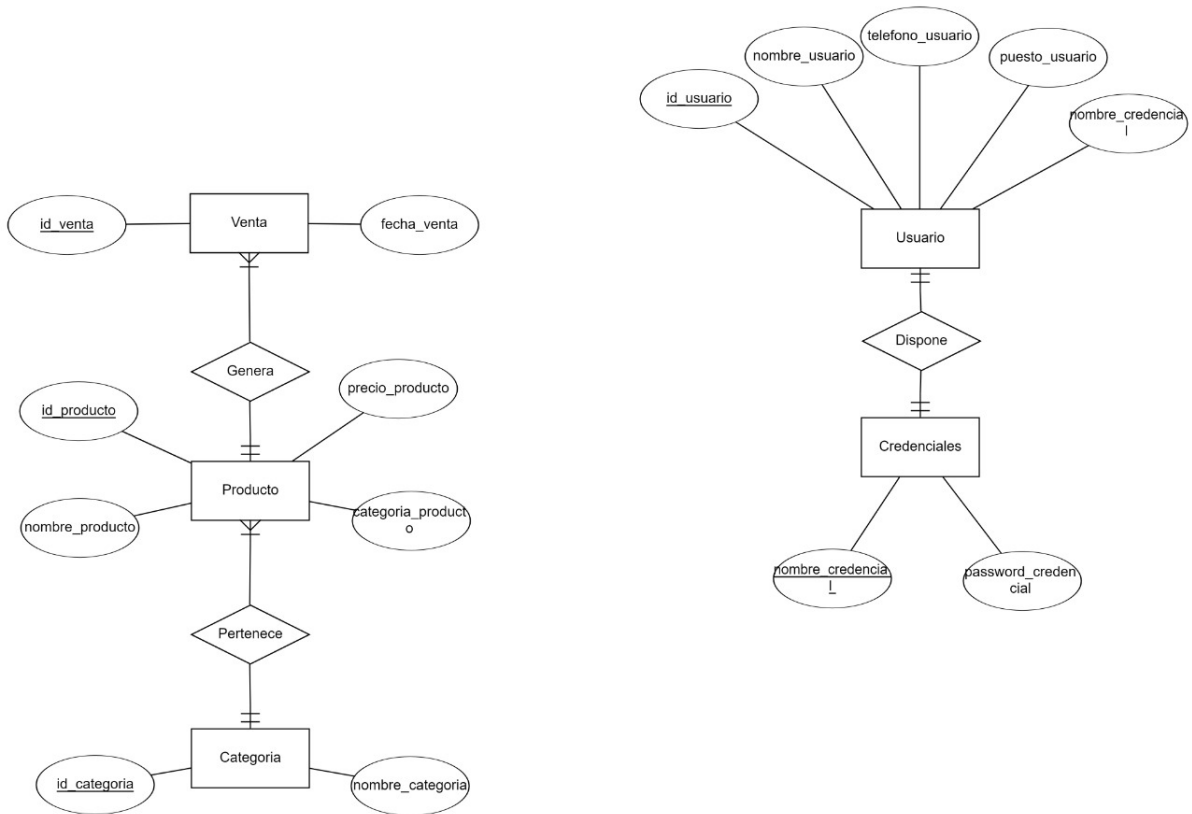 telefono_usuario
nombre_usuario
puesto_usuario
id_usuario
nombre_credencia
l
Usuario
Dispone
Credenciales
nombre_credencia
l
password_creden
cial
id_venta
Venta
fecha_venta
Genera
precio_producto
id_producto
Producto
nombre_producto
categoria_product
o
Pertenece
Categoria
id_categoria
nombre_categoria